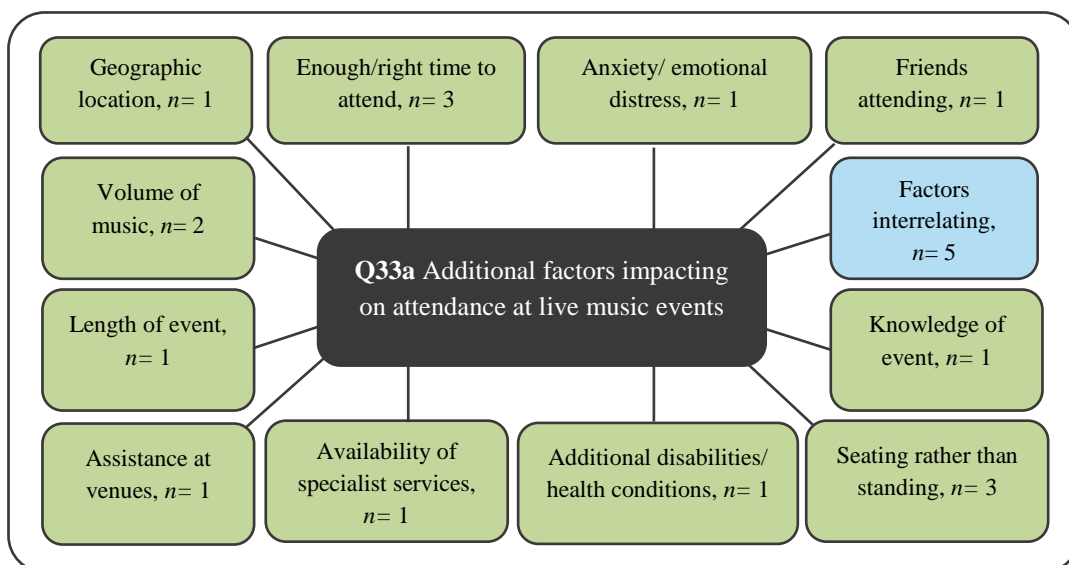 Geographic
location, n= 1
Enough/right time to
attend, n= 3
Anxiety/ emotional
distress, n= 1
Friends
attending, n= 1
Volume of
music, n= 2
Factors
interrelating,
n= 5
Q33a Additional factors impacting
on attendance at live music events
Length of event,
n= 1
Knowledge of
event, n= 1
Assistance at
venues, n= 1
Availability of
specialist services,
n= 1
Additional disabilities/
health conditions, n= 1
Seating rather than
standing, n= 3